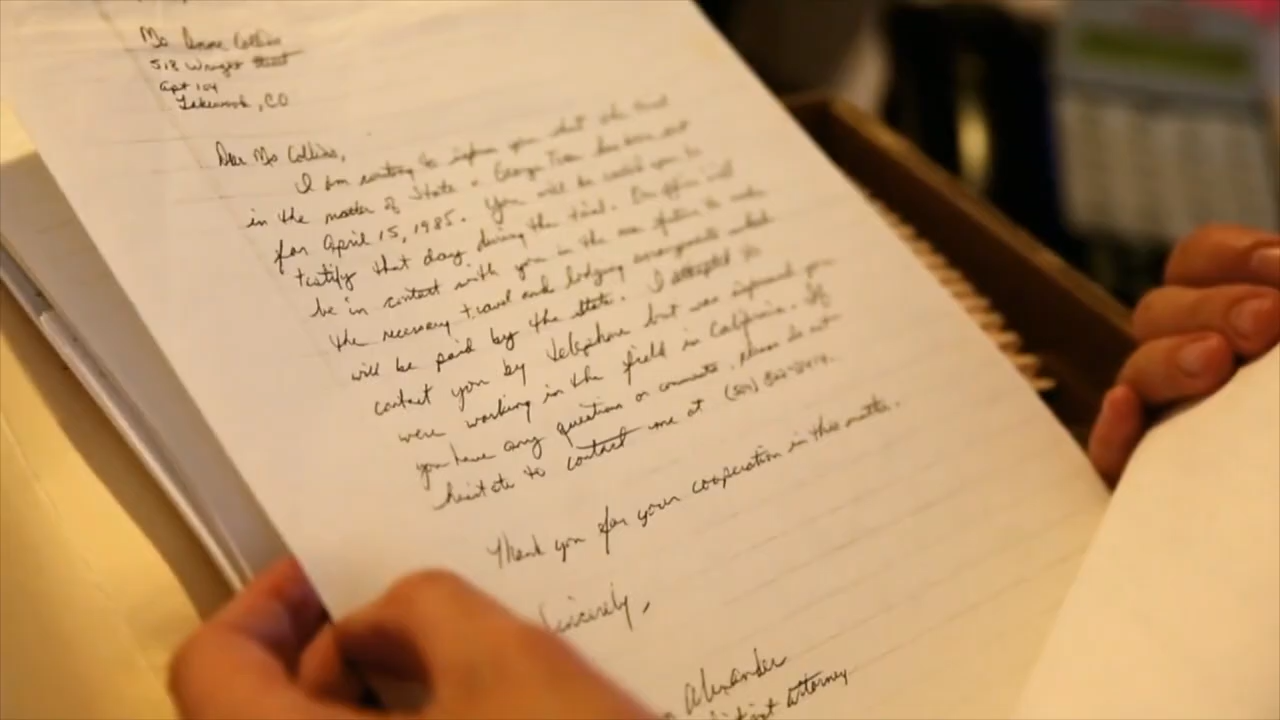 Ms Collins
518 Street
Apt 104
Lakewood, CO
Dear Ms Collins,
I am writing to inform you that the trial
in the matter of State v. George has been set
for April 15, 1985. You will be called upon to
testify that day during the trial. Our office will
be in contact with you in the near future to make
the necessary travel and lodging arrangements which
will be paid by the state. I attempted to
contact you by telephone but was informed you
were working in the field in California. If
you have any questions or comments, please do not
hesitate to contact me at
Thank you for your cooperation in this matter.
Sincerely,
Alexander
Attorney